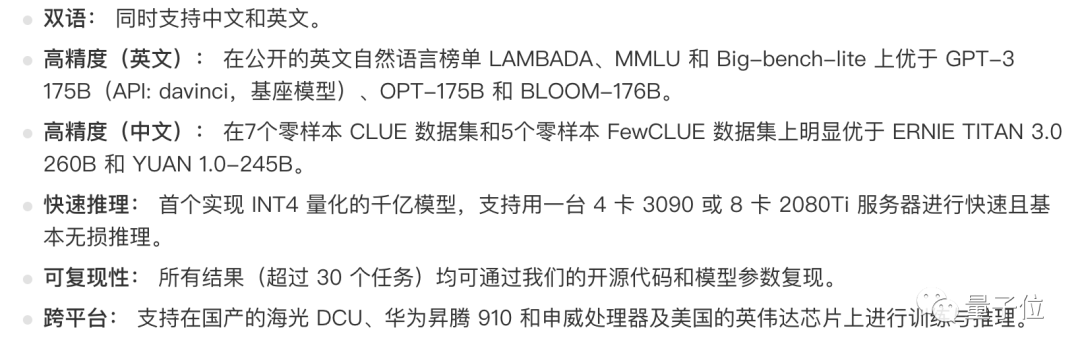 双语： 同时支持中文和英文。
高精度（英文）： 在公开的英文自然语言榜单 LAMBADA、MMLU 和 Big-bench-lite 上优于 GPT-3
175B（API: davinci，基座模型）、OPT-175B 和 BLOOM-176B。
高精度（中文）： 在7个零样本 CLUE 数据集和5个零样本 FewCLUE 数据集上明显优于 ERNIE TITAN 3.0
260B 和 YUAN 1.0-245B。
快速推理： 首个实现 INT4 量化的千亿模型，支持用一台 4 卡 3090 或 8 卡 2080Ti 服务器进行快速且基
本无损推理。
可复现性： 所有结果（超过 30 个任务）均可通过我们的开源代码和模型参数复现。
跨平台： 支持在国产的海光 DCU、华为昇腾 910 和申威处理器及美国的英伟达芯片上进行训练与推理。
量子位